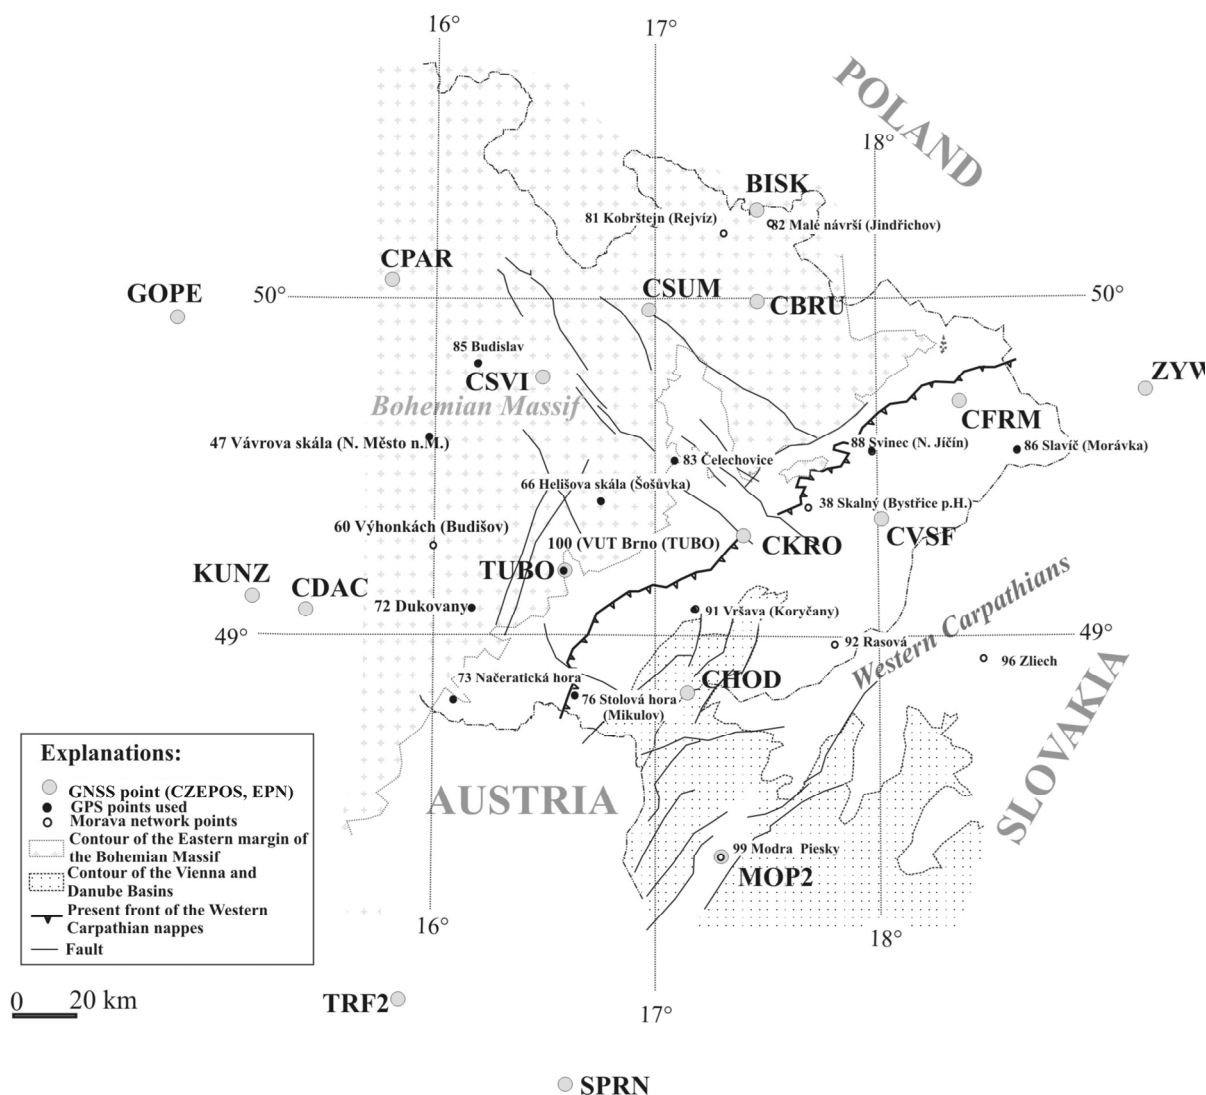 16°
17°
POLAND
18°
BISK
81 Kobrštejn (Rejvíz)
82 Malé návrší (Jindřichov)
CPAR
GOPE
50°
CSUM
CBRU
50°
85 Budislav
CSVI
ZYW
Bohemian Massif
CFRM
47 Vávrova skála (N. Město n.M.)
88 Svinec (N. Jíčín)
86 Slavíč (Morávka)
83 Čelechovice
66 Helišova skála (Šošůvka)
38 Skalný (Bystřice p.H.)
60 Výhonkách (Budišov)
100 (VUT Brno (TUBO)
CKRO
CVSF
TUBO
KUNZ
CDAC
72 Dukovany
91 Vršava (Koryčany)
Western Carpathians
49°
49°
92 Rasová
96 Zliech
73 Načeratická hora
CHOD
76 Stolová hora
(Mikulov)
SLOVAKIA
AUSTRIA
99 Modra Piesky
MOP2
Explanations:
GNSS point (CZEPOS, EPN)
GPS points used
Morava network points
Contour of the Eastern margin of
the Bohemian Massif
Contour of the Vienna and
Danube Basins
Present front of the Western
Carpathian nappes
Fault
16°
18°
0 20 km
TRF2
17°
SPRN